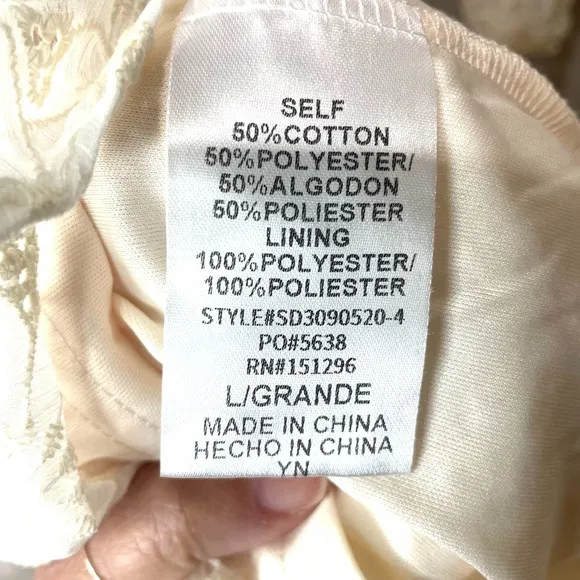 SELF
50%COTTON
50%POLYESTER/
50%ALGODON
50%POLIESTER
LINING
100%POLYESTER/
100%POLIESTER
STYLE#SD3090520-4
PO#5638
RN#151296
L/GRANDE
MADE IN CHINA
HECHO IN CHINA
YN